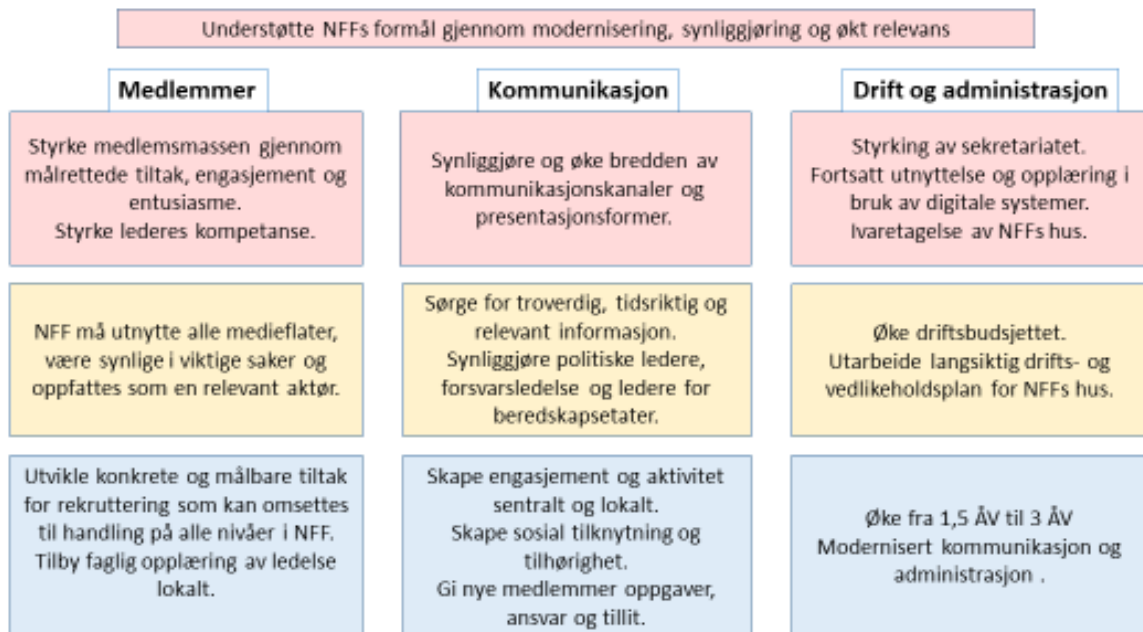 Understøtte NFFs formål gjennom modernisering, synliggjøring og økt relevans
Medlemmer
Styrke medlemsmassen gjennom
målrettede tiltak, engasjement og
entusiasme.
Styrke lederes kompetanse.
NFF må utnytte alle medieflater,
være synlige i viktige saker og
oppfattes som en relevant aktør.
Utvikle konkrete og målbare tiltak
for rekruttering som kan omsettes
til handling på alle nivåer i NFF.
Tilby faglig opplæring av ledelse
lokalt.
Kommunikasjon
Synliggjøre og øke bredden av
kommunikasjonskanaler og
presentasjonsformer.
Sørge for troverdig, tidsriktig og
relevant informasjon.
Synliggjøre politiske ledere,
forsvarsledelse og ledere for
beredskapsetater.
Skape engasjement og aktivitet
sentralt og lokalt.
Skape sosial tilknytning og
tilhørighet.
Gi nye medlemmer oppgaver,
ansvar og tillit.
Drift og administrasjon
Styrking av sekretariatet.
Fortsatt utnyttelse og opplæring i
bruk av digitale systemer.
Ivaretagelse av NFFs hus.
Øke driftsbudsjettet.
Utarbeide langsiktig drifts- og
vedlikeholdsplan for NFFs hus.
Øke fra 1,5 ÅV til 3 ÅV
Modernisert kommunikasjon og
administrasjon .